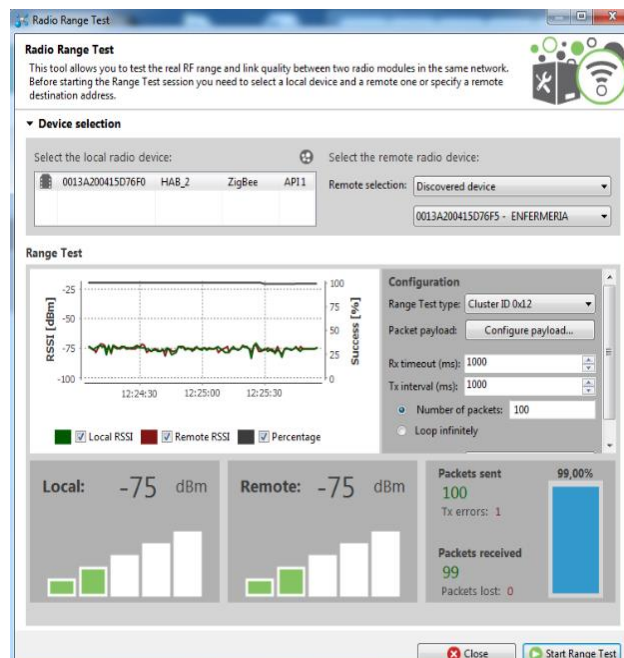 Radio Range Test
Radio Range Test
This tool allows you to test the real RF range and link quality between two radio modules in the same network.
Before starting the Range Test session you need to select a local device and a remote one or specify a remote
destination address.
Device selection
Select the local radio device:
0013A200415D76F0 HAB_2 ZigBee API 1
Select the remote radio device:
Remote selection: Discovered device
0013A200415D76F5 - ENFERMERIA
Range Test
RSSI [dBm]
-25
-50
-75
-100
12:24:30 12:25:00 12:25:30
100
75
50
25
0
Success [%]
Local RSSI Remote RSSI Percentage
Configuration
Range Test type: Cluster ID 0x12
Packet payload: Configure payload...
Rx timeout (ms): 1000
Tx interval (ms): 1000
Number of packets: 100
Loop infinitely
Local: -75 dBm
Remote: -75 dBm
Packets sent
100
Tx errors: 1
Packets received
99
Packets lost: 0
99,00%
Close
Start Range Test